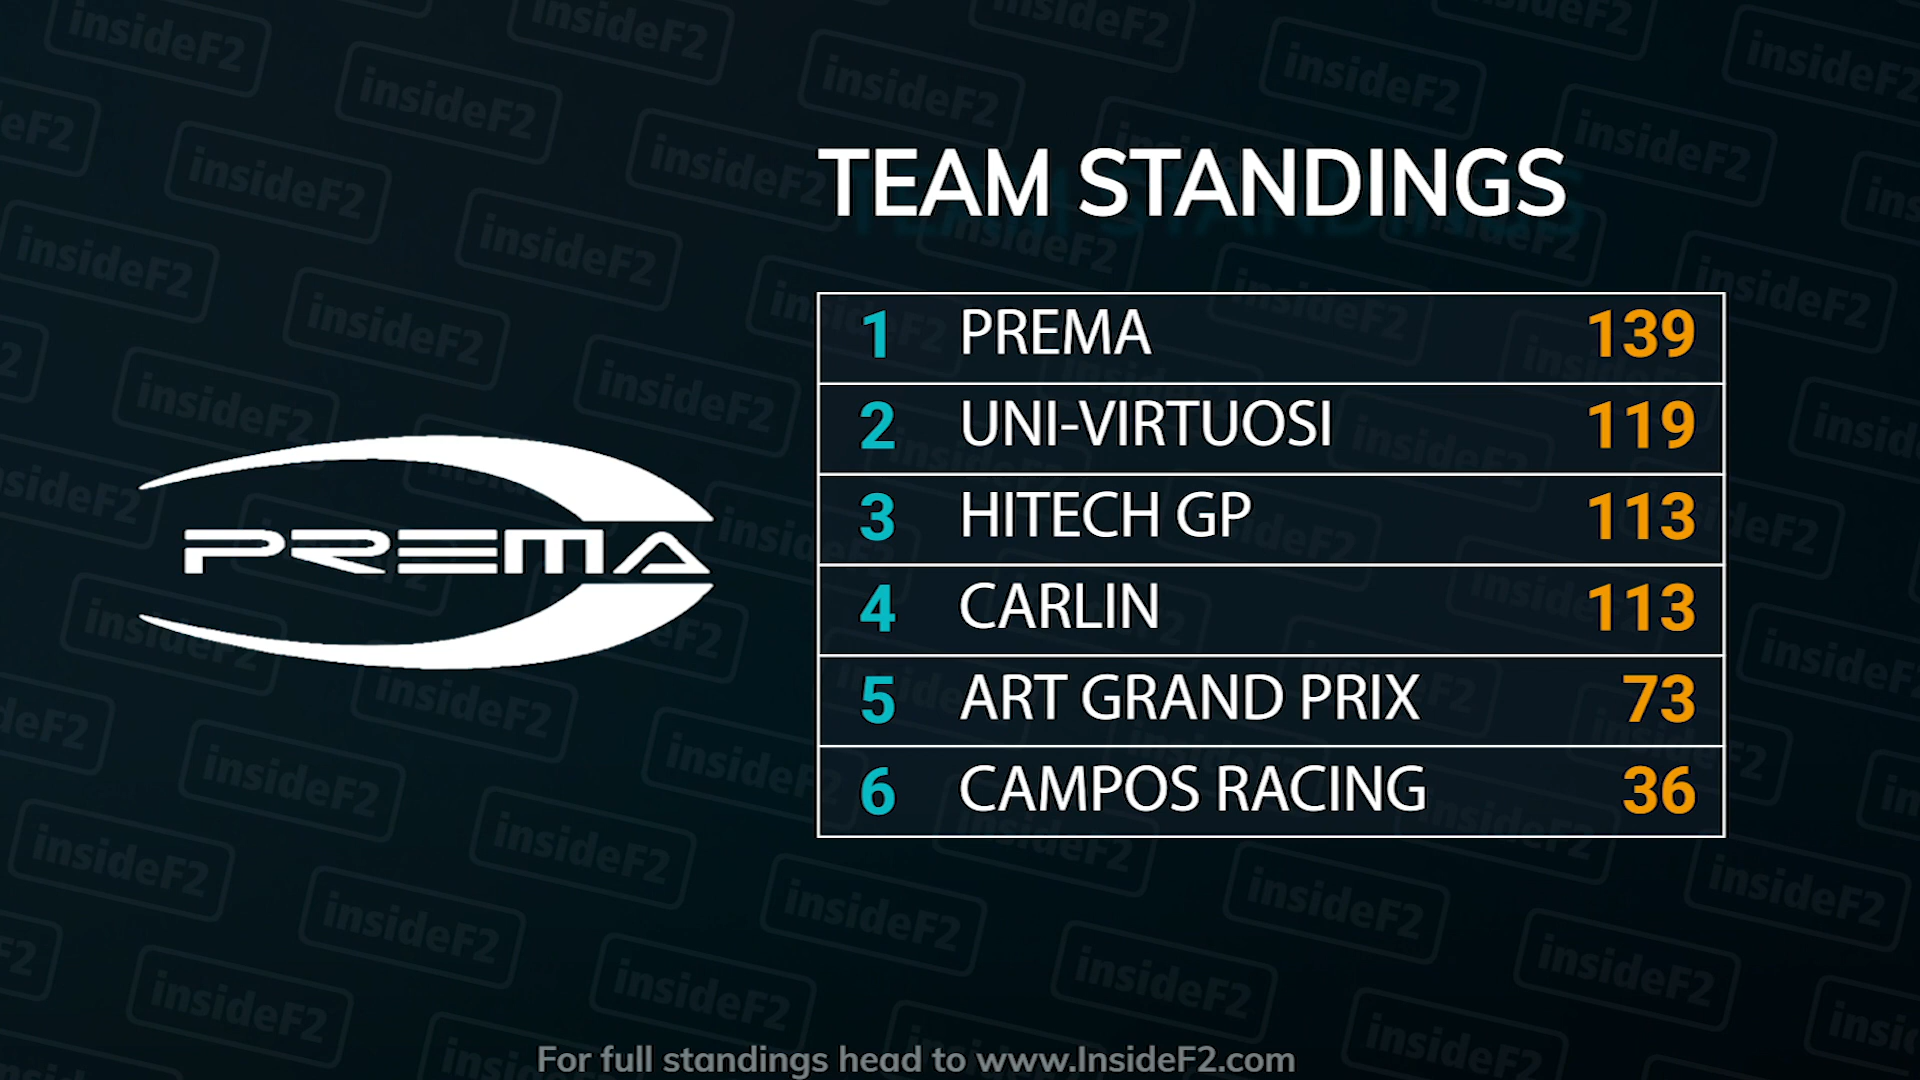 TEAM STANDINGS
1 PREMA 139
2 UNI-VIRTUOSI 119
3 HITECH GP 113
4 CARLIN 113
5 ART GRAND PRIX 73
6 CAMPOS RACING 36
PREMA
For full standings head to www.InsideF2.com
insideF2